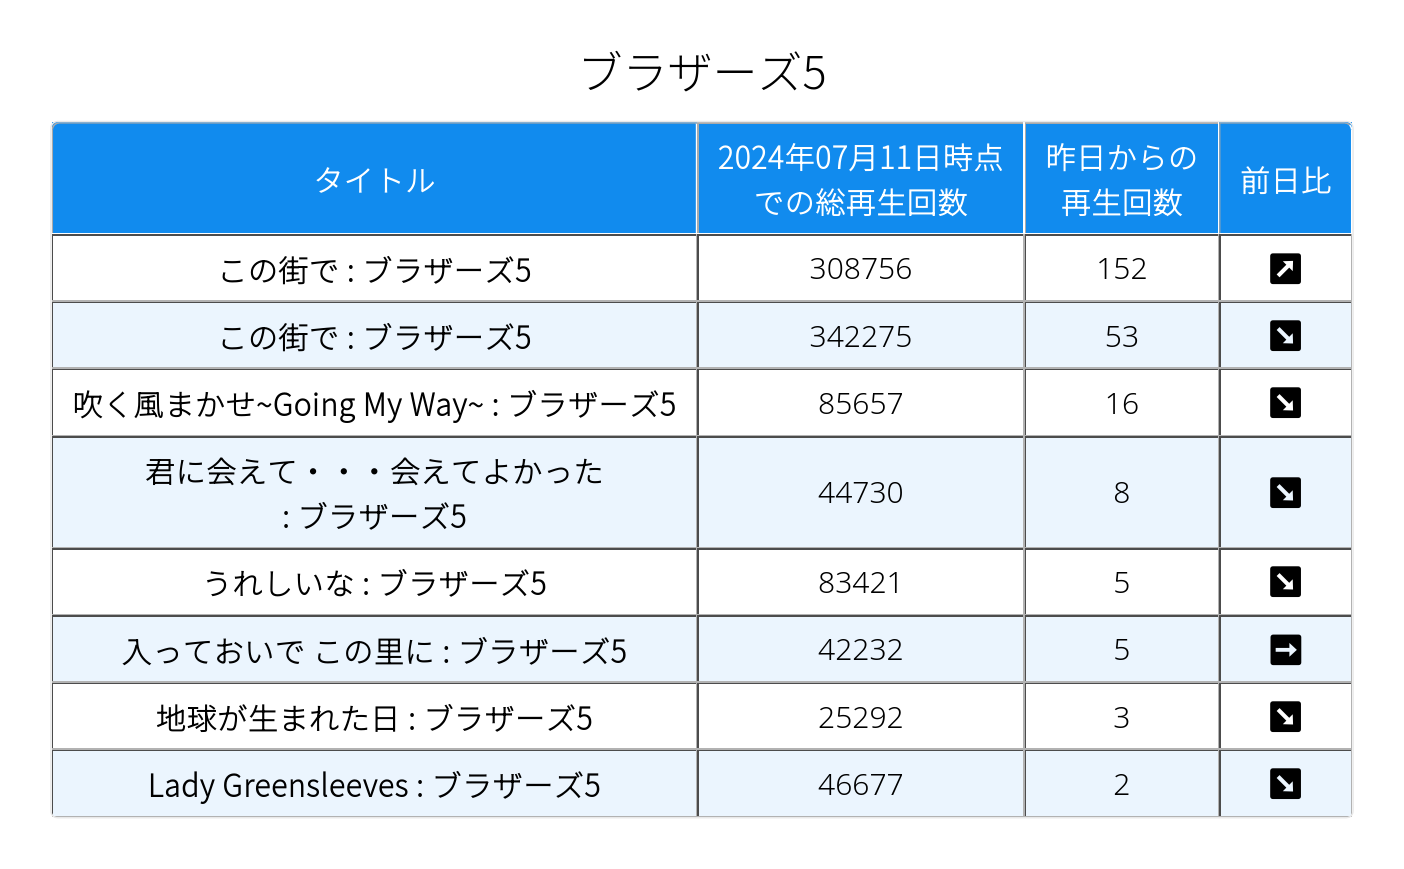 ブラザーズ5
タイトル
2024年07月11日時点
での総再生回数
昨日からの
再生回数
前日比
この街で : ブラザーズ5
308756
152
この街で : ブラザーズ5
342275
53
吹く風まかせ~Going My Way~ : ブラザーズ5
85657
16
君に会えて・・・会えてよかった
: ブラザーズ5
44730
8
うれしいな : ブラザーズ5
83421
5
入っておいで この里に : ブラザーズ5
42232
5
地球が生まれた日 : ブラザーズ5
25292
3
Lady Greensleeves : ブラザーズ5
46677
2